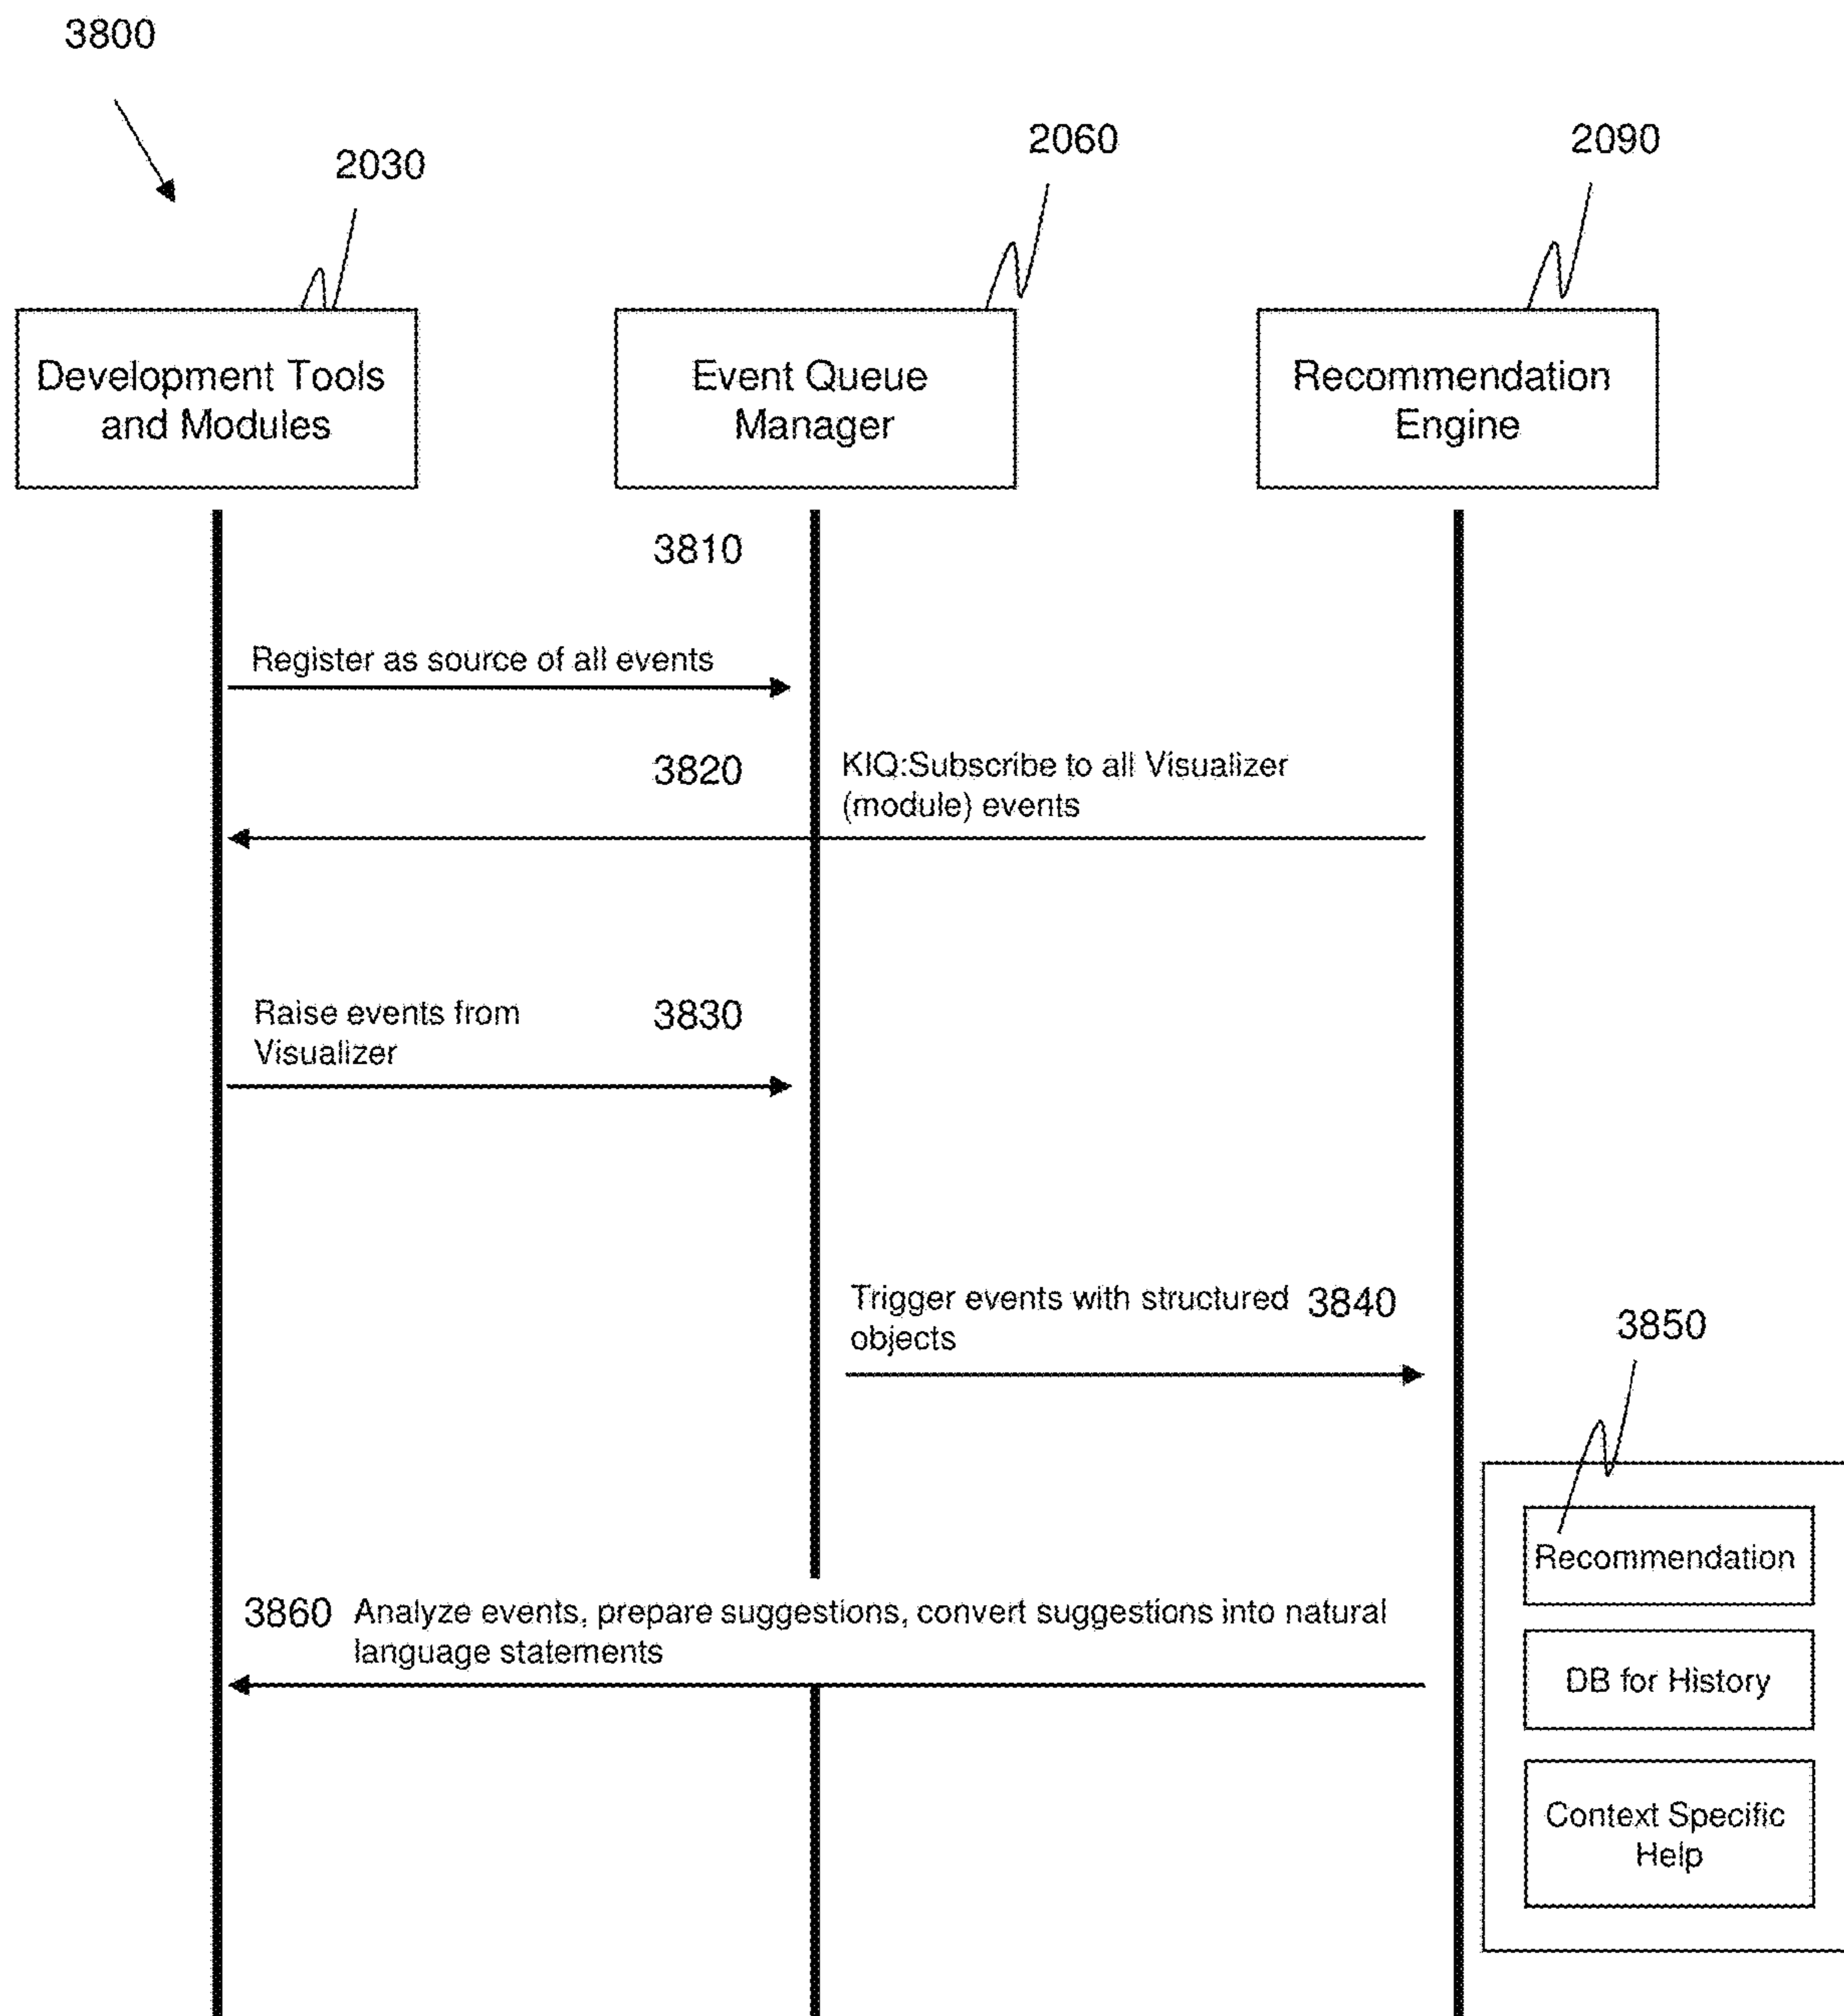 3800
2030
2060
2090
Development Tools
and Modules
Event Queue
Manager
Recommendation
Engine
3810
Register as source of all events
3820
KIQ:Subscribe to all Visualizer
(module) events
Raise events from
Visualizer
3830
Trigger events with structured
objects
3840
3850
Recommendation
DB for History
Context Specific
Help
3860
Analyze events, prepare suggestions, convert suggestions into natural
language statements